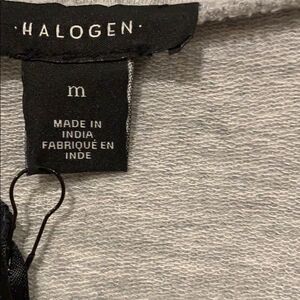 ·HALOGEN·
m
MADE IN
INDIA
FABRIQUÉ EN
INDE